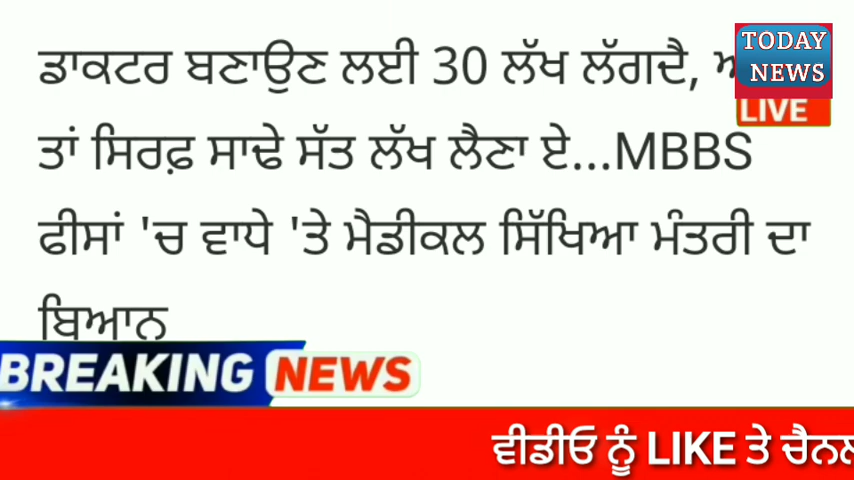 ਡਾਕਟਰ ਬਣਾਉਣ ਲਈ 30 ਲੱਖ ਲੱਗਦੈ,
TODAY
NEWS
LIVE
ਤਾਂ ਸਿਰਫ਼ ਸਾਢੇ ਸੱਤ ਲੱਖ ਲੈਣਾ ਏ...MBBS
ਫੀਸਾਂ 'ਚ ਵਾਧੇ 'ਤੇ ਮੈਡੀਕਲ ਸਿੱਖਿਆ ਮੰਤਰੀ ਦਾ
ਬਿਆਨ
BREAKING NEWS
ਵੀਡੀਓ ਨੂੰ LIKE ਤੇ